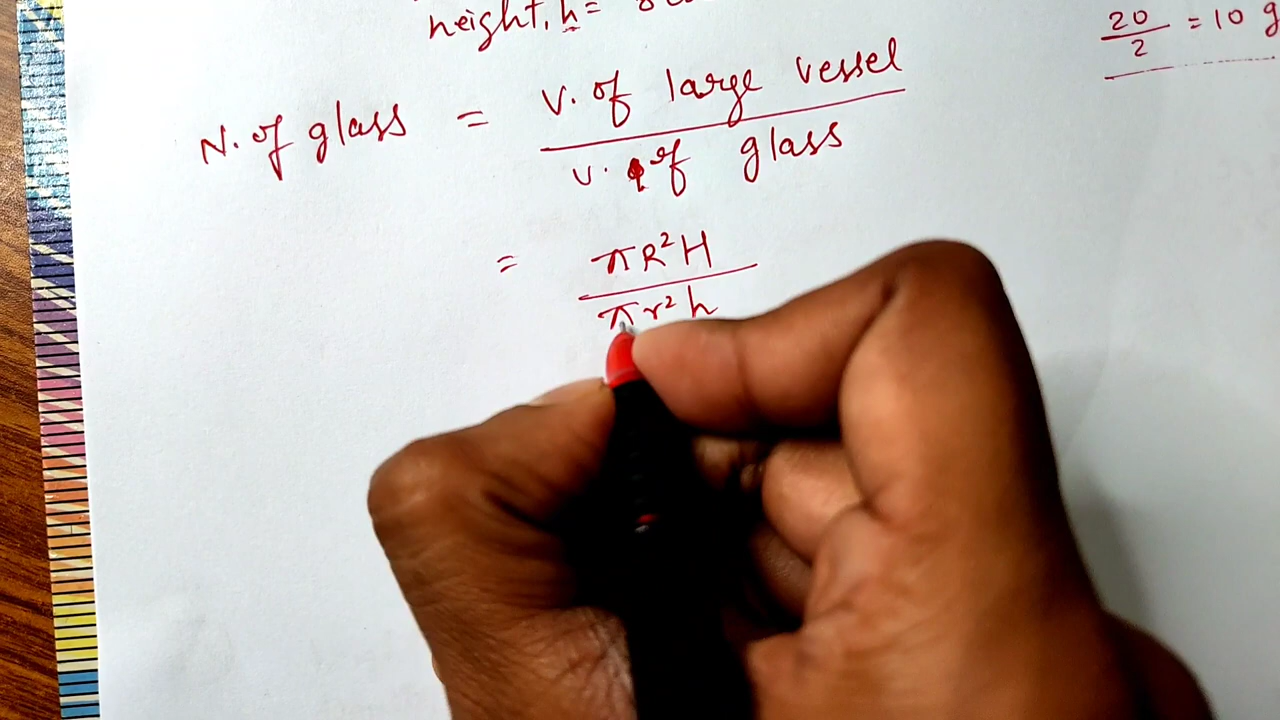 height, h =
20/2 = 10 g
N. of glass = V. of large vessel / v. of glass
= πR²H / πr²h